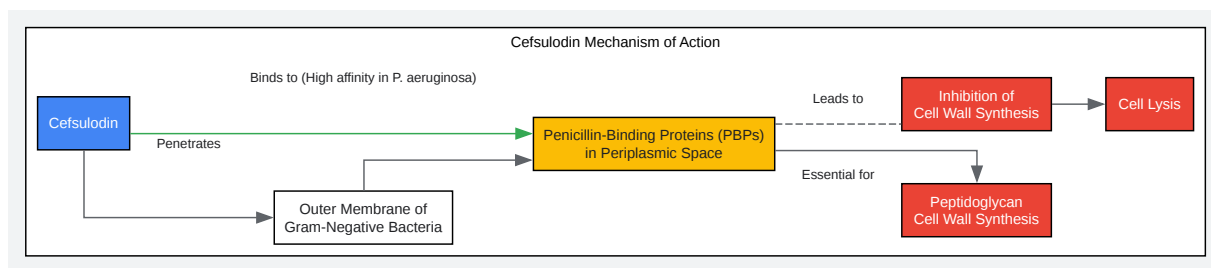 Cefsulodin Mechanism of Action
Binds to (High affinity in P. aeruginosa)
Cefsulodin
Penetrates
Outer Membrane of
Gram-Negative Bacteria
Penicillin-Binding Proteins (PBPs)
in Periplasmic Space
Leads to
Inhibition of
Cell Wall Synthesis
Cell Lysis
Essential for
Peptidoglycan
Cell Wall Synthesis